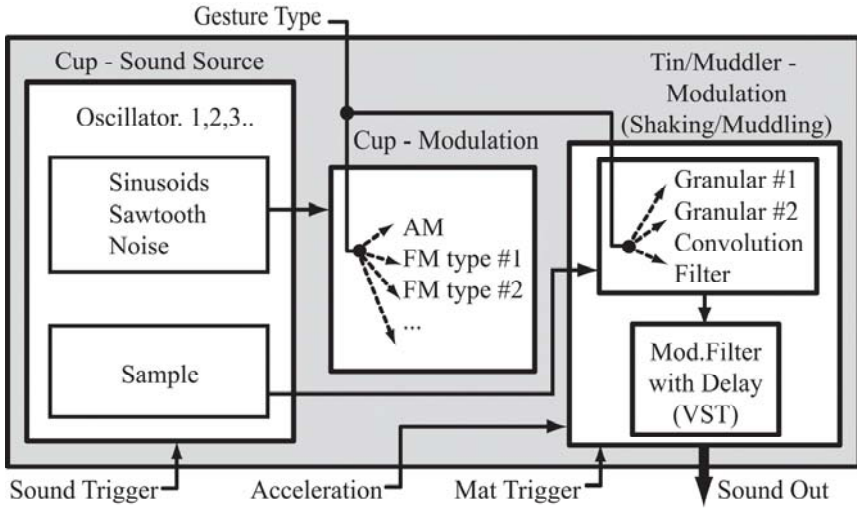 Gesture Type
Cup - Sound Source
Oscillator. 1,2,3..
Sinusoids
Sawtooth
Noise
Sample
Cup - Modulation
AM
FM type #1
FM type #2
...
Tin/Muddler -
Modulation
(Shaking/Muddling)
Granular #1
Granular #2
Convolution
Filter
Mod.Filter
with Delay
(VST)
Sound Trigger
Acceleration
Mat Trigger
Sound Out